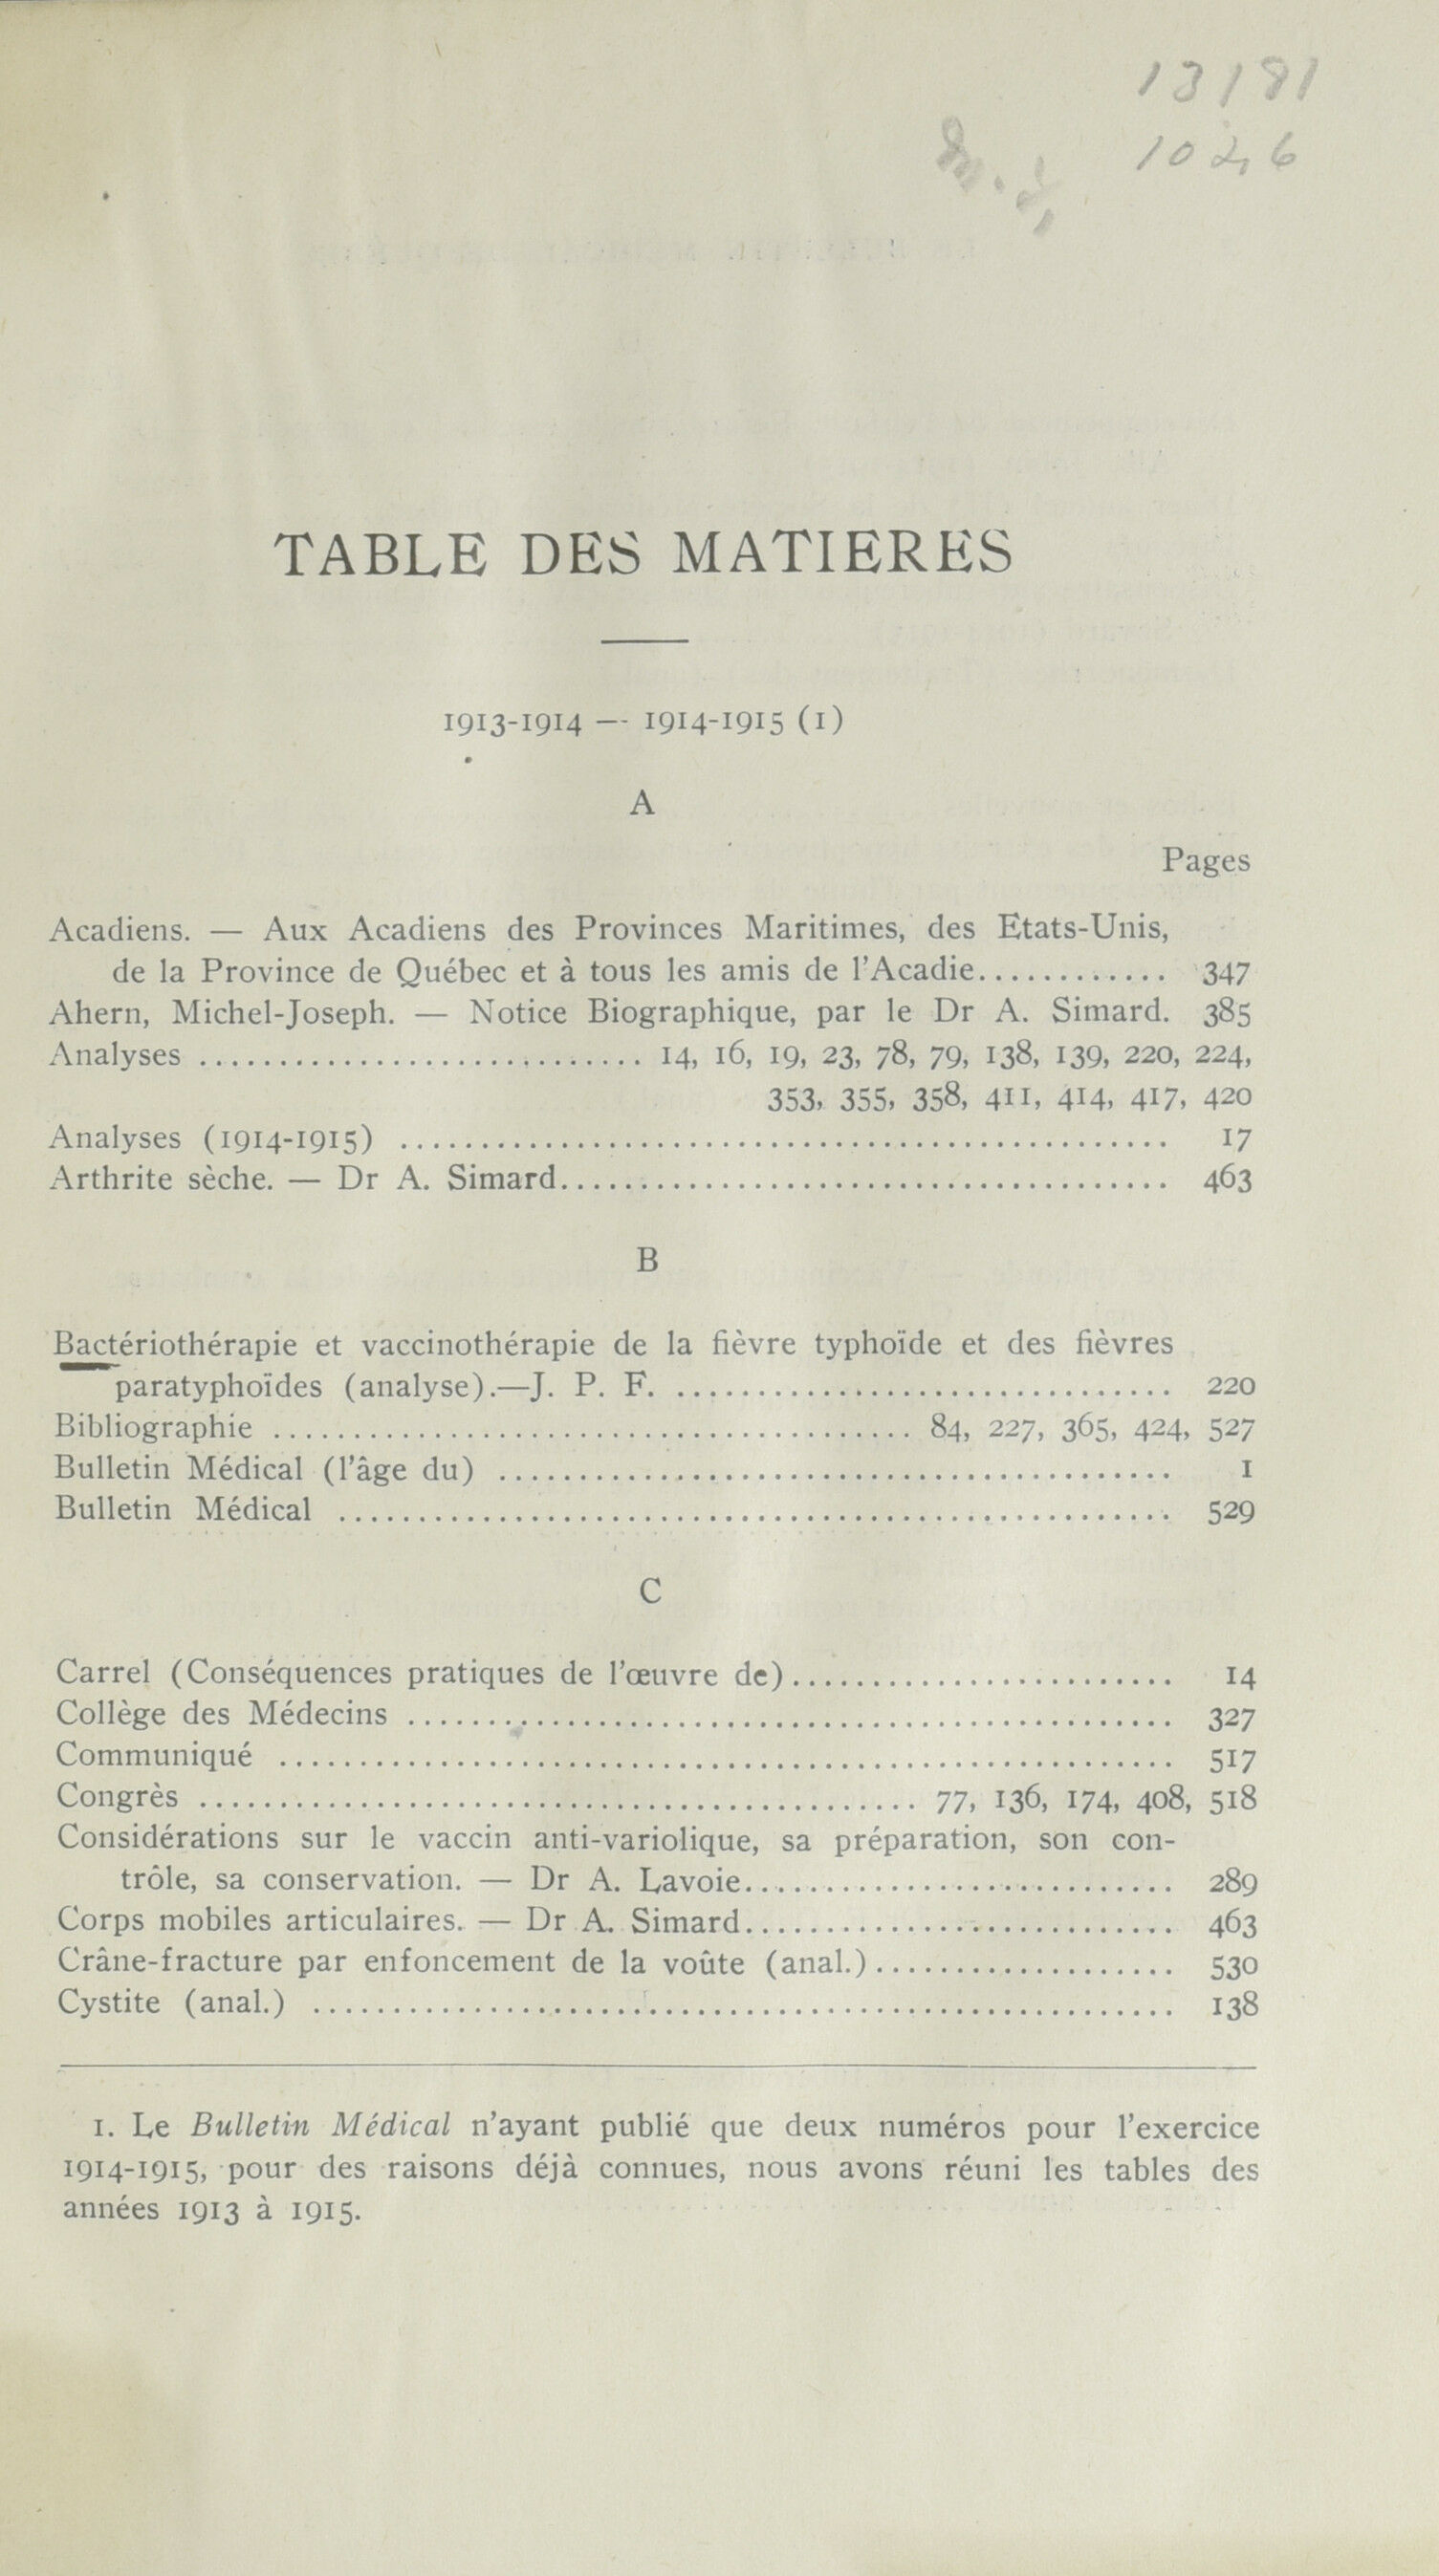 13181
102,6
TABLE DES MATIERES
1913-1914 — 1914-1915 (1)
A
Pages
Acadiens. — Aux Acadiens des Provinces Maritimes, des Etats-Unis,
de la Province de Québec et à tous les amis de l'Acadie............ 347
Ahern, Michel-Joseph. — Notice Biographique, par le Dr A. Simard. 385
Analyses ............................ 14, 16, 19, 23, 78, 79, 138, 139, 220, 224,
353, 355, 358, 411, 414, 417, 420
Analyses (1914-1915) ................................................ 17
Arthrite sèche. — Dr A. Simard...................................... 463
B
Bactériothérapie et vaccinothérapie de la fièvre typhoïde et des fièvres
paratyphoïdes (analyse).—J. P. F. ............................... 220
Bibliographie ........................................ 84, 227, 365, 424, 527
Bulletin Médical (l'âge du) .......................................... 1
Bulletin Médical .................................................... 529
C
Carrel (Conséquences pratiques de l'œuvre de)........................ 14
Collège des Médecins ................................................ 327
Communiqué ........................................................ 517
Congrès ............................................. 77, 136, 174, 408, 518
Considérations sur le vaccin anti-variolique, sa préparation, son con-
trôle, sa conservation. — Dr A. Lavoie........................... 289
Corps mobiles articulaires. — Dr A. Simard........................... 463
Crâne-fracture par enfoncement de la voûte (anal.)................... 530
Cystite (anal.) ...................................................... 138
1. Le Bulletin Médical n'ayant publié que deux numéros pour l'exercice
1914-1915, pour des raisons déjà connues, nous avons réuni les tables des
années 1913 à 1915.